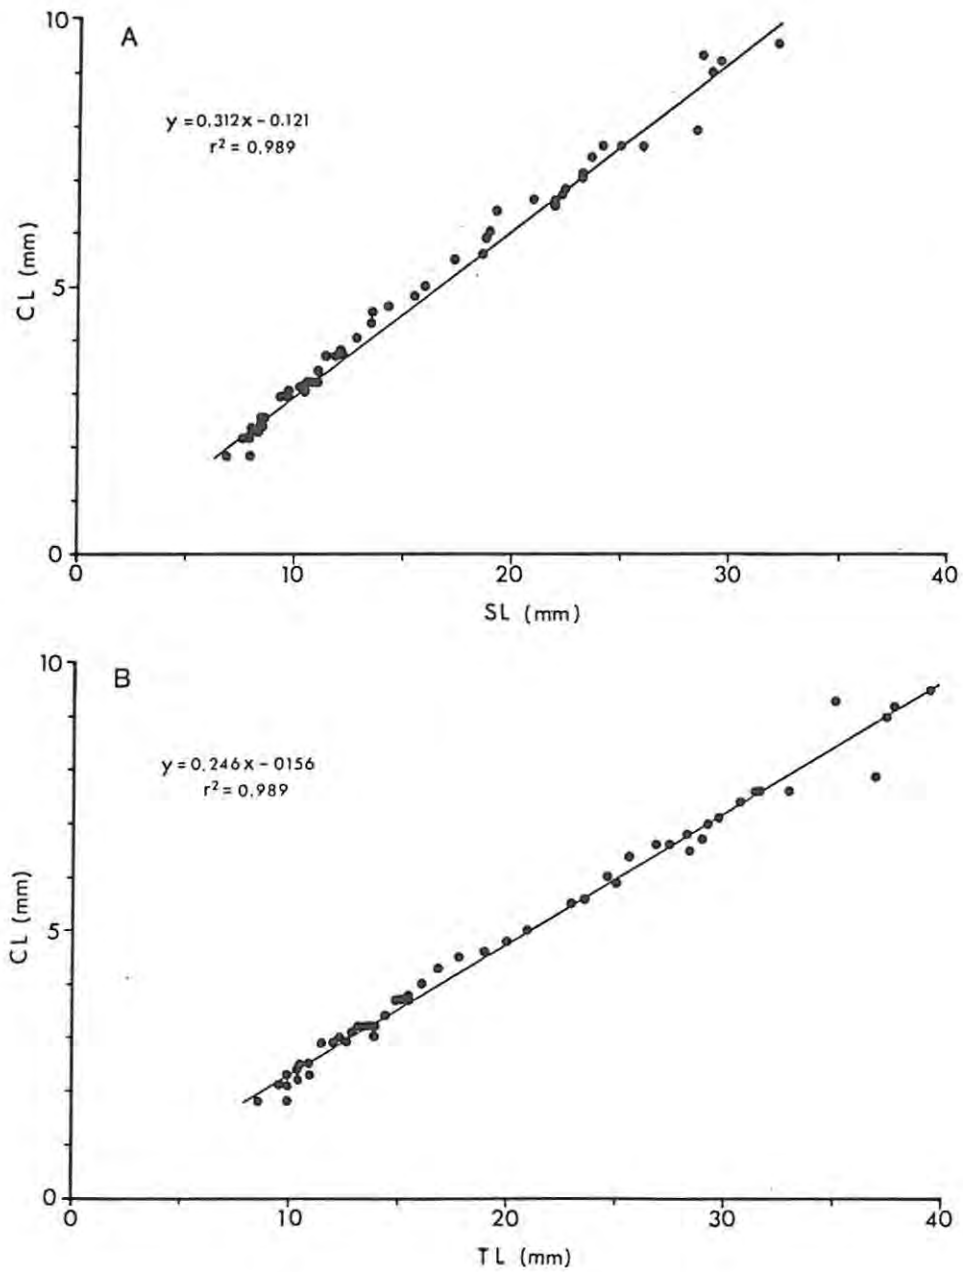 10
A
y = 0.312x - 0.121
r² = 0.989
CL (mm)
5
0
0 10 20 30 40
SL (mm)
10
B
y = 0.246x - 0156
r² = 0.989
CL (mm)
5
0
0 10 20 30 40
TL (mm)